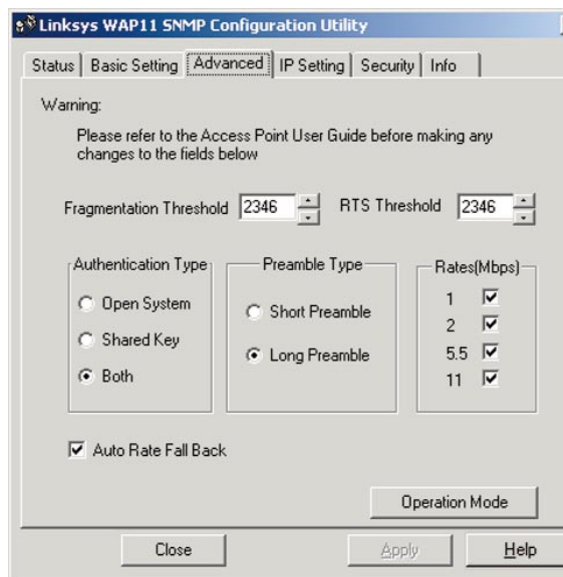 Linksys WAP11 SNMP Configuration Utility
Status Basic Setting Advanced IP Setting Security Info
Warning:
Please refer to the Access Point User Guide before making any
changes to the fields below
Fragmentation Threshold 2346 RTS Threshold 2346
Authentication Type
Open System
Shared Key
Both
Preamble Type
Short Preamble
Long Preamble
Rates(Mbps)
1
2
5.5
11
Auto Rate Fall Back
Operation Mode
Close Apply Help